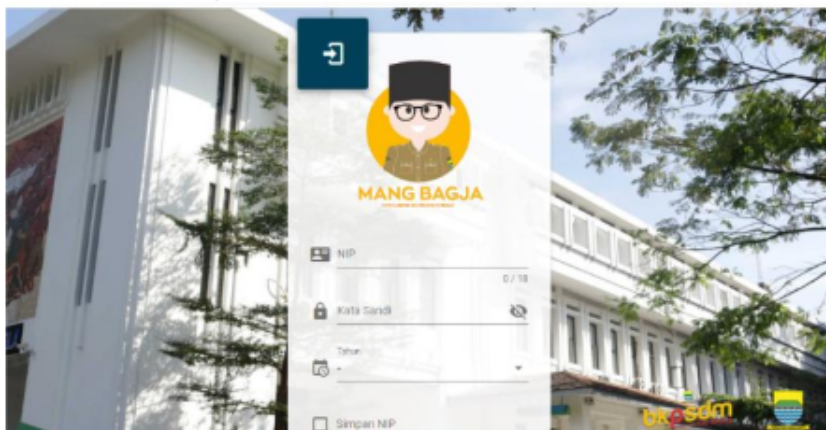 MANG BAGJA
NIP
0 / 18
Kata Sandi
Tahun
-
Simpan NIP
bkpsdm